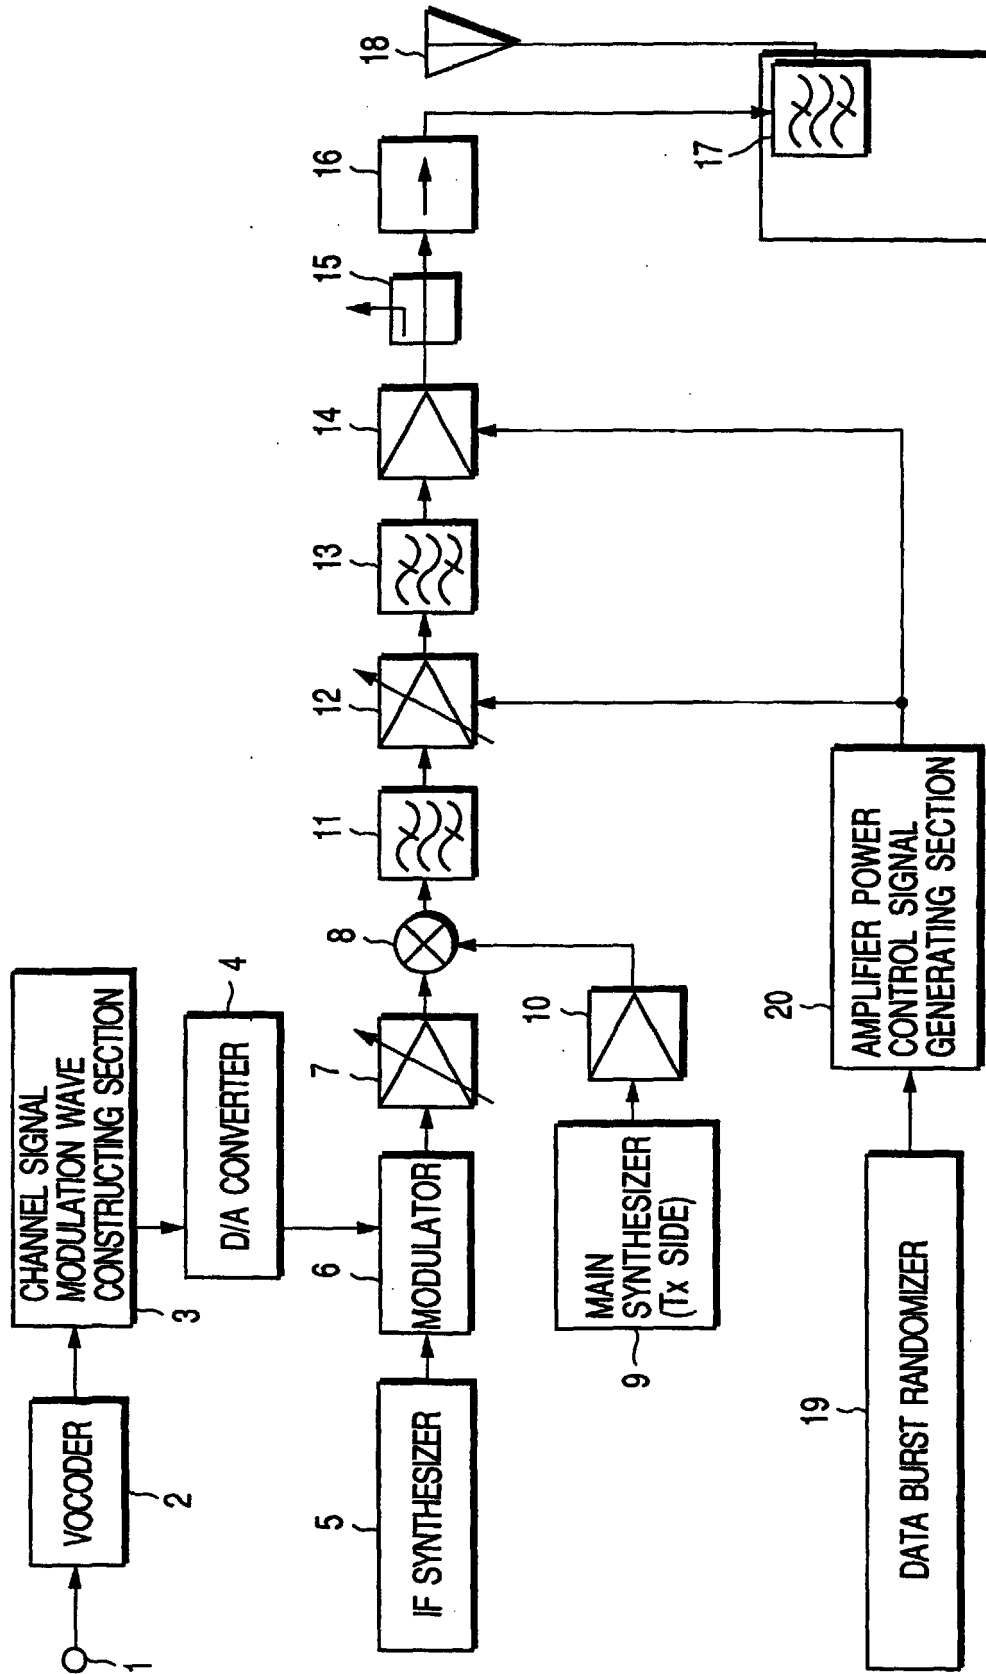 1
VOCODER
2
CHANNEL SIGNAL
MODULATION WAVE
CONSTRUCTING SECTION
3
D/A CONVERTER
4
IF SYNTHESIZER
5
MODULATOR
6
7
8
MAIN
SYNTHESIZER
(Tx SIDE)
9
10
11
12
13
14
15
16
17
18
DATA BURST RANDOMIZER
19
AMPLIFIER POWER
CONTROL SIGNAL
GENERATING SECTION
20